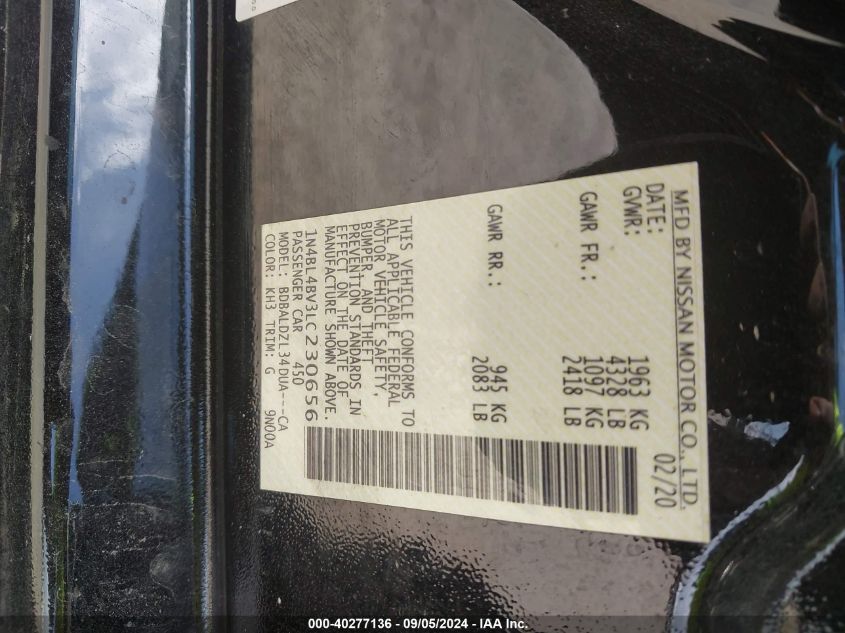 MFD BY NISSAN MOTOR CO., LTD.
DATE: 02/20
GVWR: 1963 KG
4328 LB
GAWR FR.: 1097 KG
2418 LB
GAWR RR.: 945 KG
2083 LB
THIS VEHICLE CONFORMS TO
ALL APPLICABLE FEDERAL
MOTOR VEHICLE SAFETY,
BUMPER, AND THEFT
PREVENTION STANDARDS IN
EFFECT ON THE DATE OF
MANUFACTURE SHOWN ABOVE.
1N4BL4BV3LC230656
PASSENGER CAR 450
MODEL: BDBALDZL34DUA---CA
COLOR: KH3 TRIM: G 9N00A
000-40277136 - 09/05/2024 - IAA Inc.